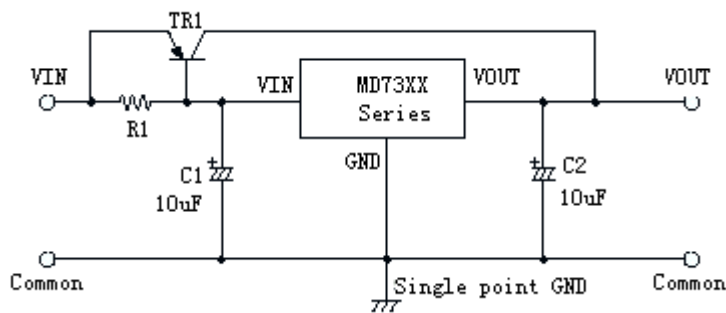 TR1
VIN
R1
VIN
MD73XX
Series
VOUT
VOUT
GND
+
C1
10uF
+
C2
10uF
Common
Single point GND
Common